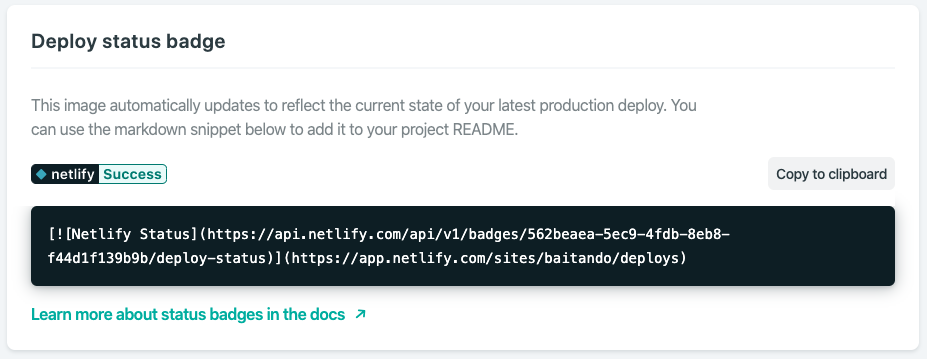 Deploy status badge
This image automatically updates to reflect the current state of your latest production deploy. You
can use the markdown snippet below to add it to your project README.
netlify Success
Copy to clipboard
[![Netlify Status](https://api.netlify.com/api/v1/badges/562beaea-5ec9-4fdb-8eb8-
f44d1f139b9b/deploy-status)](https://app.netlify.com/sites/baitando/deploys)
Learn more about status badges in the docs ↗